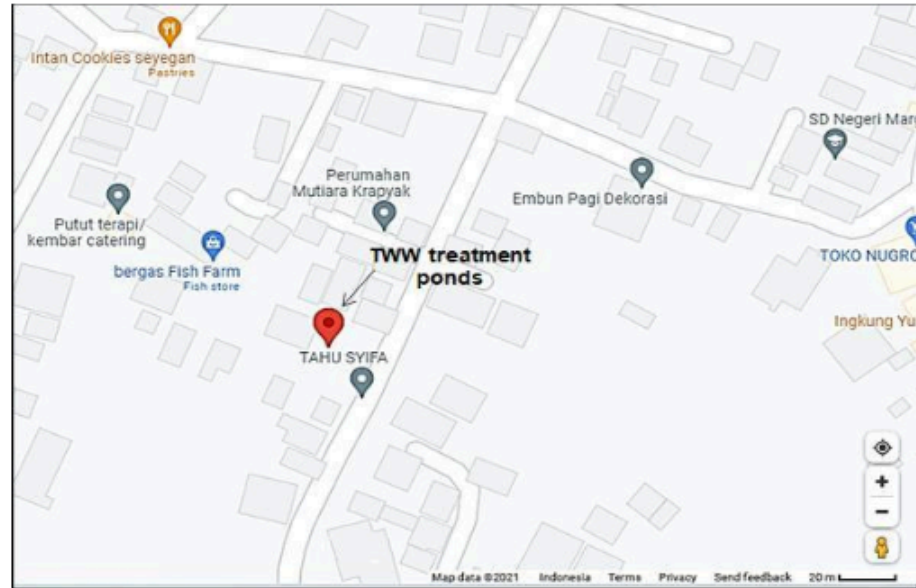 Intan Cookies seyegan
Pastries
SD Negeri Marg
Perumahan
Mutiara Krapyak
Embun Pagi Dekorasi
Putut terapi/
kembar catering
bergas Fish Farm
Fish store
TWW treatment
ponds
TOKO NUGRO
TAHU SYIFA
Ingkung Yu
Map data ©2021 Indonesia Terms Privacy Send feedback 20 m